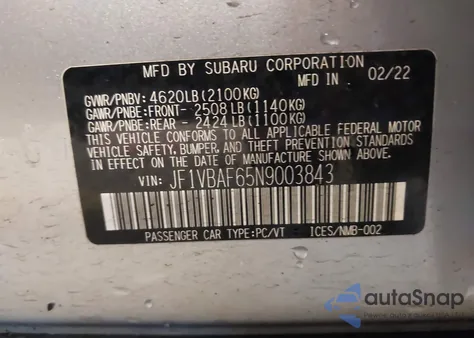 MFD BY SUBARU CORPORATION
IN 02/22
GVWR/PNBV: 4620LB (2100KG)
GAWR/PNBE:FRONT- 2508 LB (1140KG)
GAWR/PNBE:REAR - 2424 LB (1100KG)
THIS VEHICLE CONFORMS TO ALL APPLICABLE FEDERAL MOTOR
VEHICLE SAFETY, BUMPER, AND THEFT PREVENTION STANDARDS
IN EFFECT ON THE DATE OF MANUFACTURE SHOWN ABOVE
VIN: JF1VBAF65N9003843
PASSENGER CAR TYPE:PC/VT ICES/NMB-002
autoSnap